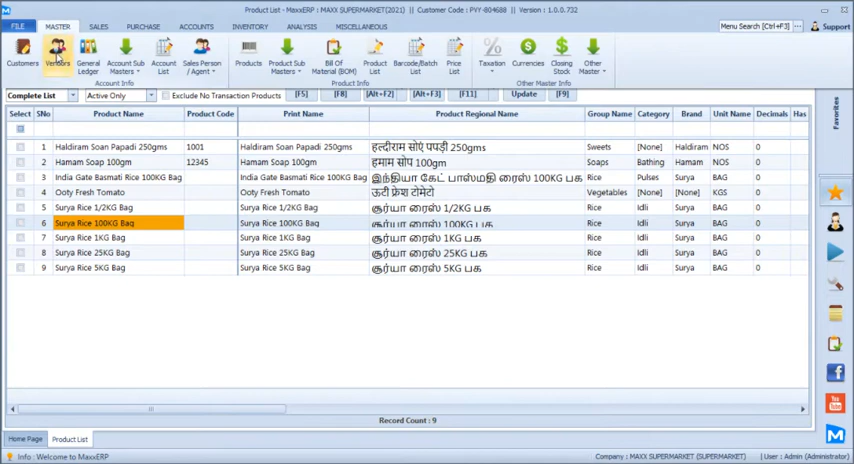 Product List - MaxxERP : MAXX SUPERMARKET(2021) || Customer Code : PYY-804688 || Version : 1.0.0.732
FILE MASTER SALES PURCHASE ACCOUNTS INVENTORY ANALYSIS MISCELLANEOUS Menu Search [Ctrl+F3] ... Support
Customers Vendors General Ledger Account Sub Masters Account List Sales Person / Agent Products Product Sub Masters Bill Of Material (BOM) Product List Barcode/Batch List Price List Taxation Currencies Closing Stock Other Master
Account Info Product Info Other Master Info
Complete List Active Only Exclude No Transaction Products [F5] [F8] [Alt+F2] [Alt+F3] [F11] Update [F9]
Favorites
Select SNo Product Name Product Code Print Name Product Regional Name Group Name Category Brand Unit Name Decimals Has
1 Haldiram Soan Papadi 250gms 1001 Haldiram Soan Papadi 250gms हल्दीराम सोएं पपड़ी 250gms Sweets [None] Haldiram NOS 0
2 Hamam Soap 100gm 12345 Hamam Soap 100gm हमाम सोप 100gm Soaps Bathing Hamam NOS 0
3 India Gate Basmati Rice 100KG Bag India Gate Basmati Rice 100KG Bag இந்தியா கேட் பாஸ்மதி ரைஸ் 100KG பக Rice Pulses Surya BAG 0
4 Ooty Fresh Tomato Ooty Fresh Tomato ऊटी फ्रेश टोमेटो Vegetables [None] [None] KGS 0
5 Surya Rice 1/2KG Bag Surya Rice 1/2KG Bag சூர்யா ரைஸ் 1/2KG பக Rice Idli Surya BAG 0
6 Surya Rice 100KG Bag Surya Rice 100KG Bag சூர்யா ரைஸ் 100KG பக Rice Idli Surya BAG 0
7 Surya Rice 1KG Bag Surya Rice 1KG Bag சூர்யா ரைஸ் 1KG பக Rice Idli Surya BAG 0
8 Surya Rice 25KG Bag Surya Rice 25KG Bag சூர்யா ரைஸ் 25KG பக Rice Idli Surya BAG 0
9 Surya Rice 5KG Bag Surya Rice 5KG Bag சூர்யா ரைஸ் 5KG பக Rice Idli Surya BAG 0
Record Count : 9
Home Page Product List
Info : Welcome to MaxxERP Company : MAXX SUPERMARKET (SUPERMARKET) User : Admin (Administrator)